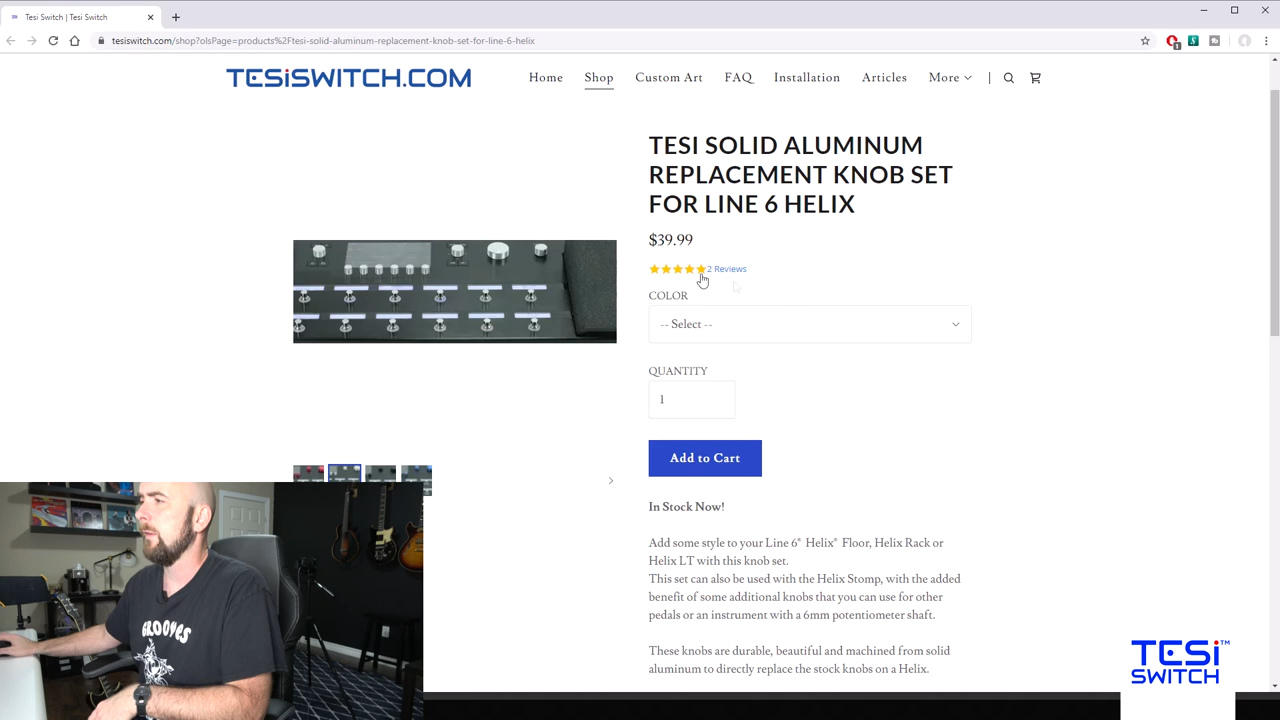 Tesi Switch | Tesi Switch
tesiswitch.com/shop?olsPage=products%2Ftesi-solid-aluminum-replacement-knob-set-for-line-6-helix
1
TESiSWITCH.COM
Home Shop Custom Art FAQ Installation Articles More
TESI SOLID ALUMINUM
REPLACEMENT KNOB SET
FOR LINE 6 HELIX
$39.99
2 Reviews
COLOR
-- Select --
QUANTITY
1
Add to Cart
In Stock Now!
Add some style to your Line 6® Helix® Floor, Helix Rack or
Helix LT with this knob set.
This set can also be used with the Helix Stomp, with the added
benefit of some additional knobs that you can use for other
pedals or an instrument with a 6mm potentiometer shaft.
These knobs are durable, beautiful and machined from solid
aluminum to directly replace the stock knobs on a Helix.
GROOVES
TESi™
SWITCH